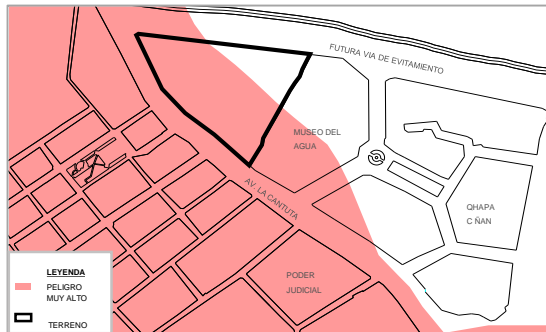 FUTURA VIA DE EVITAMIENTO
MUSEO DEL
AGUA
AV. LA CANTUTA
QHAPA
C ÑAN
PODER
JUDICIAL
LEYENDA
PELIGRO
MUY ALTO
TERRENO